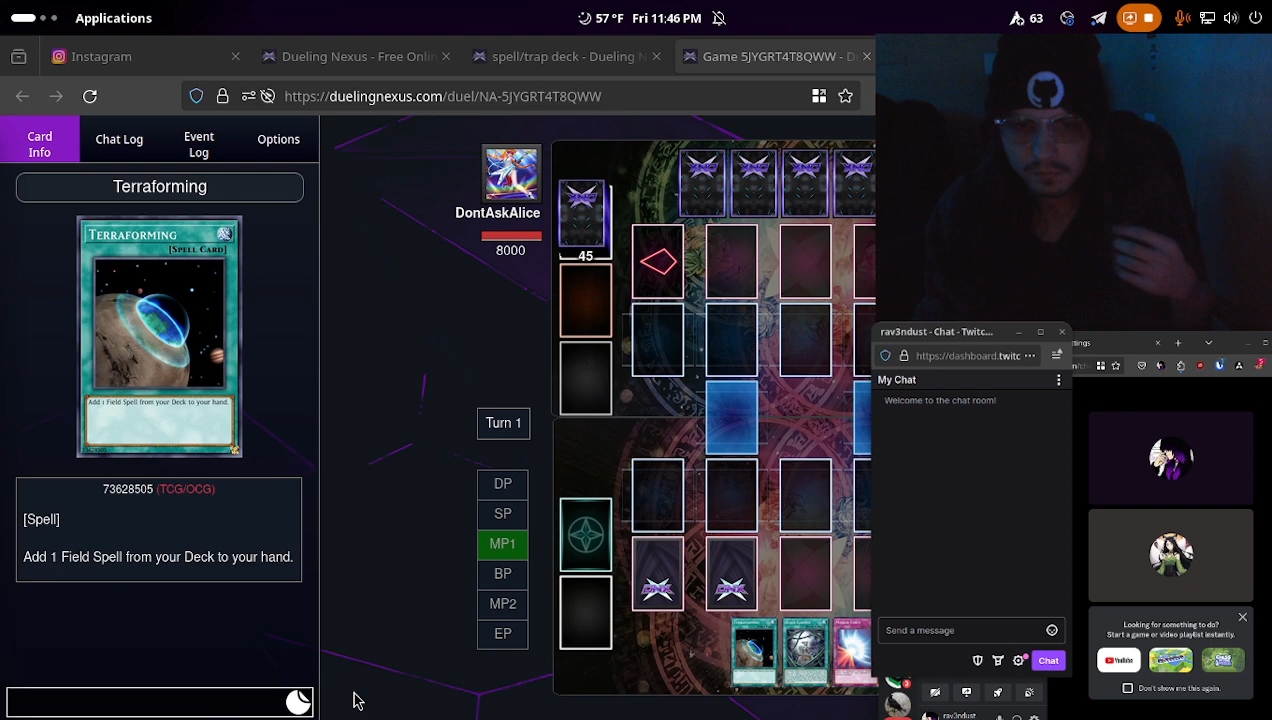 Applications
57 °F Fri 11:46 PM
63
Instagram
Dueling Nexus - Free Onlin
spell/trap deck - Dueling N
Game 5JYGRT4T8QWW - D
https://duelingnexus.com/duel/NA-5JYGRT4T8QWW
Card
Info
Chat Log
Event
Log
Options
Terraforming
TERRAFORMING
[SPELL CARD]
Add 1 Field Spell from your Deck to your hand.
73628505 (TCG/OCG)
[Spell]
Add 1 Field Spell from your Deck to your hand.
DontAskAlice
8000
45
Turn 1
DP
SP
MP1
BP
MP2
EP
rav3ndust - Chat - Twitc...
https://dashboard.twitc
My Chat
Welcome to the chat room!
Send a message
Chat
ttings
Looking for something to do?
Start a game or video playlist instantly.
YouTube
Don't show me this again.
rav3ndust